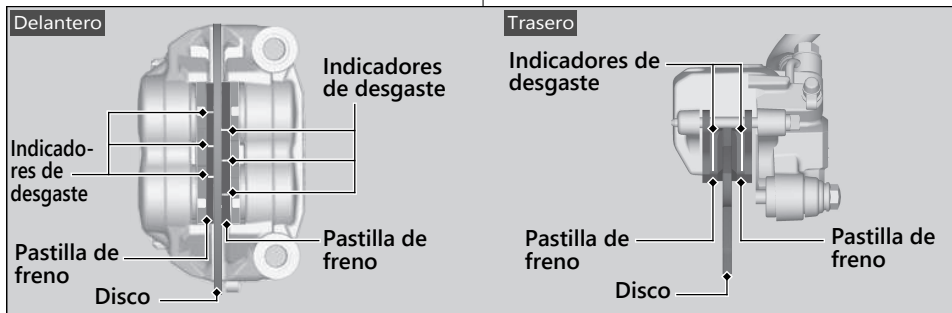 Delantero
Indicadores
de desgaste
Indicado-
res de
desgaste
Pastilla de
freno
Pastilla de
freno
Disco
Trasero
Indicadores de
desgaste
Pastilla de
freno
Pastilla de
freno
Disco